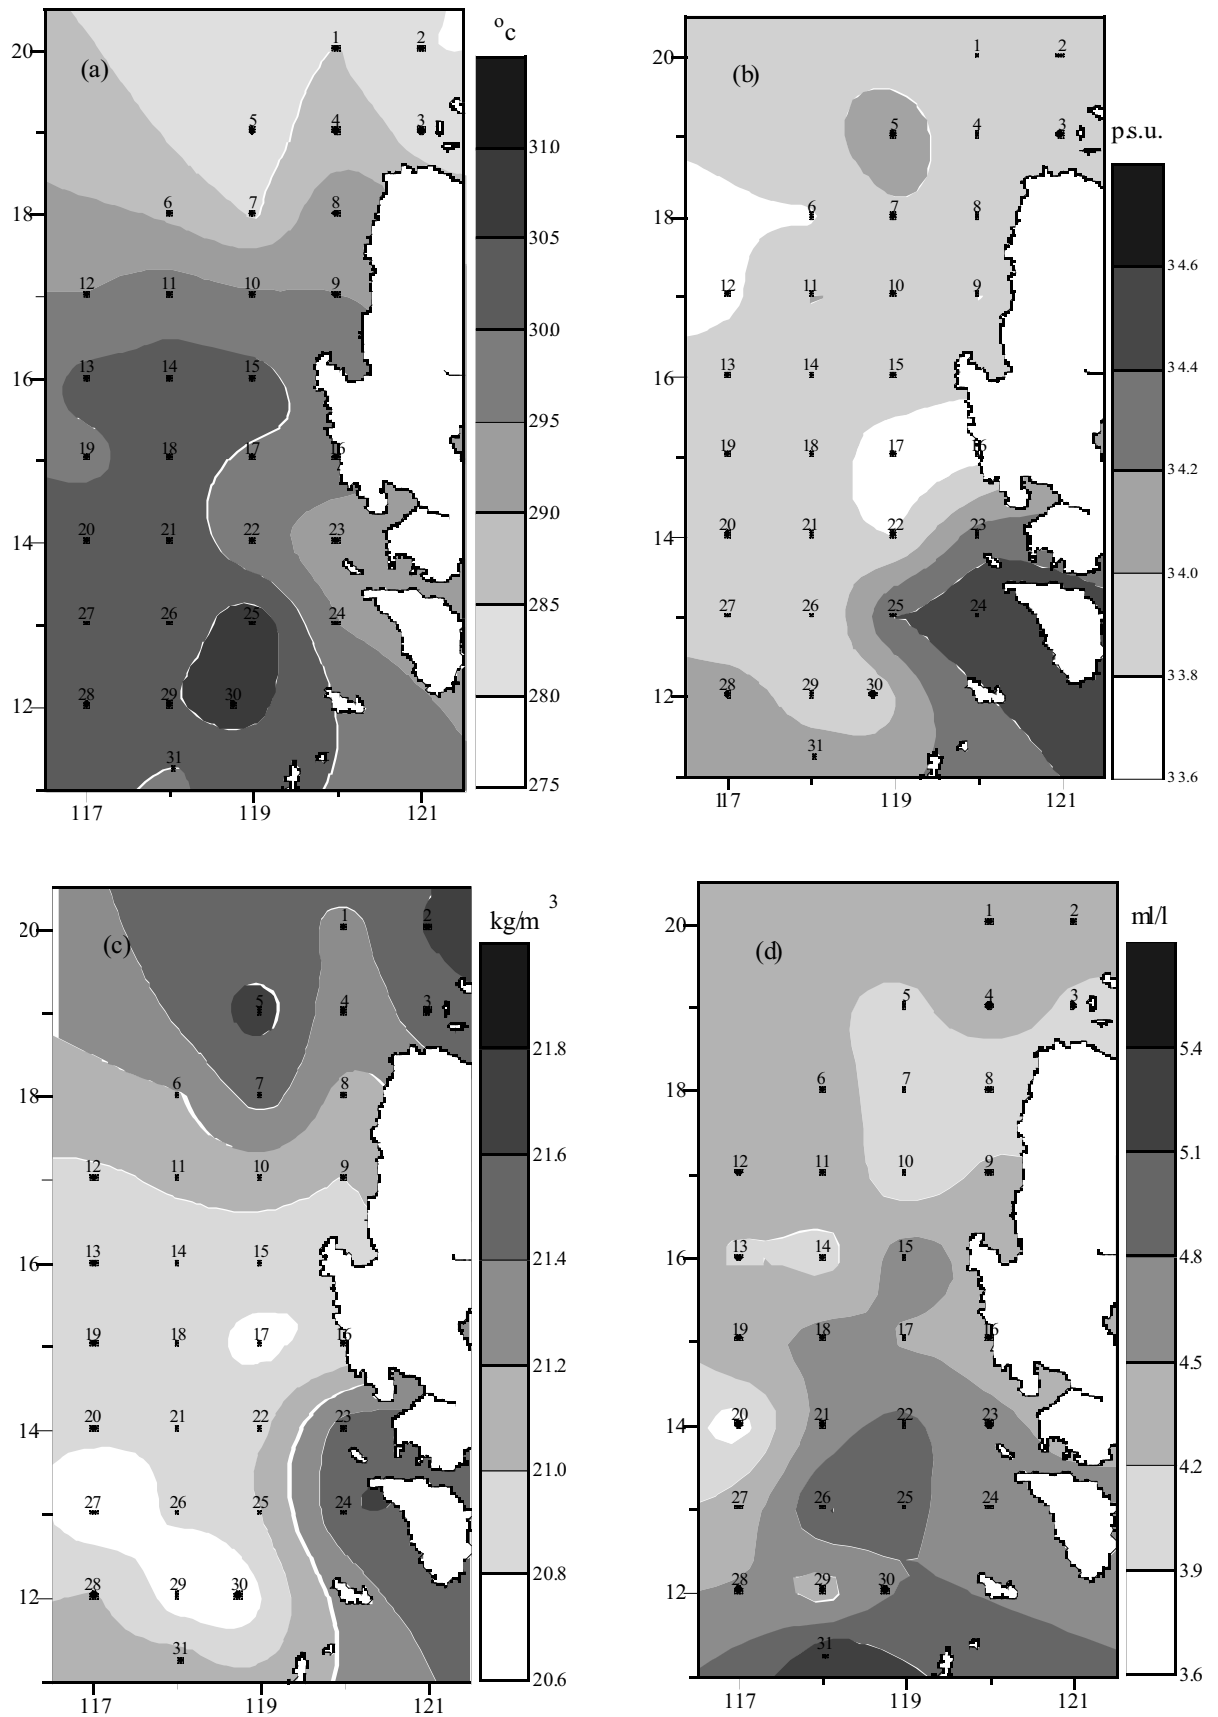 (a)
°c
20
18
16
14
12
117 119 121
1 2
5 4 3
6 7 8
12 11 10 9
13 14 15
19 18 17 16
20 21 22 23
27 26 25 24
28 29 30
31
310
305
300
295
290
285
280
275
(b)
p.s.u.
20
18
16
14
12
117 119 121
1 2
5 4 3
6 7 8
12 11 10 9
13 14 15
19 18 17 16
20 21 22 23
27 26 25 24
28 29 30
31
34.6
34.4
34.2
34.0
33.8
33.6
(c)
kg/m 3
20
18
16
14
12
117 119 121
1 2
5 4 3
6 7 8
12 11 10 9
13 14 15
19 18 17 16
20 21 22 23
27 26 25 24
28 29 30
31
21.8
21.6
21.4
21.2
21.0
20.8
20.6
(d)
ml/l
20
18
16
14
12
117 119 121
1 2
5 4 3
6 7 8
12 11 10 9
13 14 15
19 18 17 16
20 21 22 23
27 26 25 24
28 29 30
31
5.4
5.1
4.8
4.5
4.2
3.9
3.6